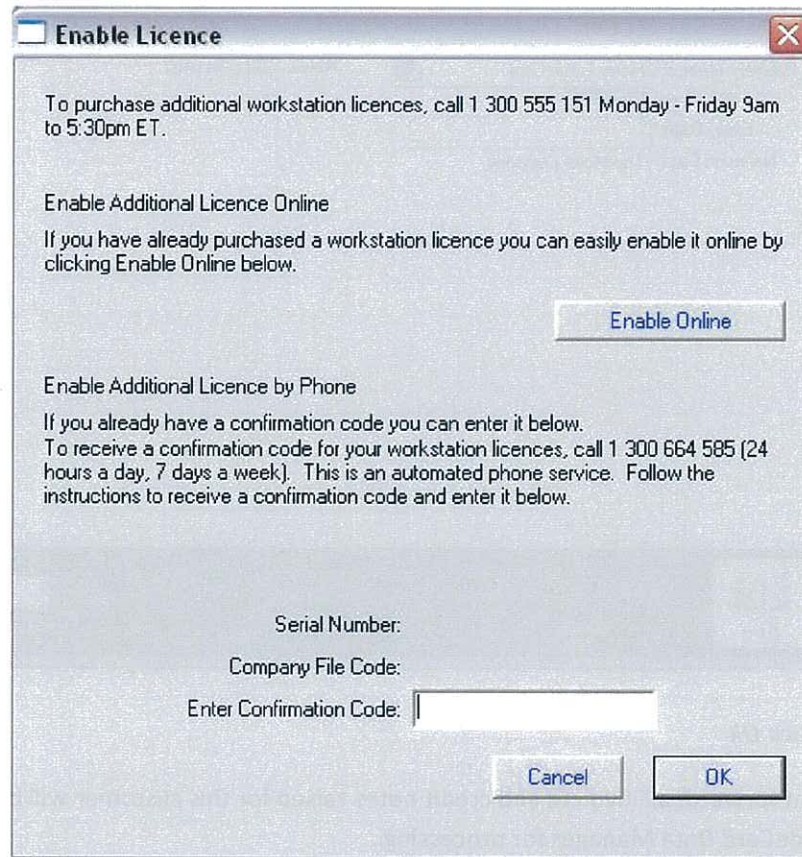 Enable Licence
To purchase additional workstation licences, call 1 300 555 151 Monday - Friday 9am
to 5:30pm ET.
Enable Additional Licence Online
If you have already purchased a workstation licence you can easily enable it online by
clicking Enable Online below.
Enable Online
Enable Additional Licence by Phone
If you already have a confirmation code you can enter it below.
To receive a confirmation code for your workstation licences, call 1 300 664 585 (24
hours a day, 7 days a week). This is an automated phone service. Follow the
instructions to receive a confirmation code and enter it below.
Serial Number:
Company File Code:
Enter Confirmation Code:
Cancel OK